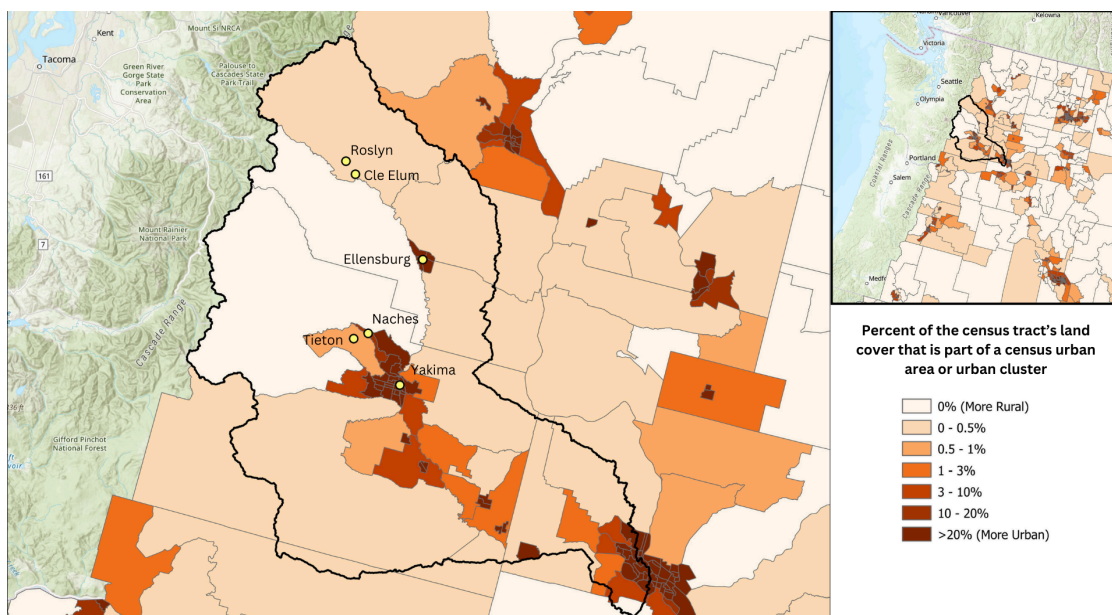 Kent
Mount Si NRCA
Tacoma
Green River
Gorge State
Park
Conservation
Area
Palouse to
Cascades State
Park Trail
161
Mount Rainier
National Park
7
Cascade Range
Gifford Pinchot
National Forest
Roslyn
Cle Elum
Ellensburg
Naches
Tieton
Yakima
Vancouver
Kelowna
Victoria
Seattle
Olympia
Portland
Salem
Coastal Ranges
Cascade Range
Medf
Percent of the census tract's land
cover that is part of a census urban
area or urban cluster
0% (More Rural)
0 - 0.5%
0.5 - 1%
1 - 3%
3 - 10%
10 - 20%
>20% (More Urban)